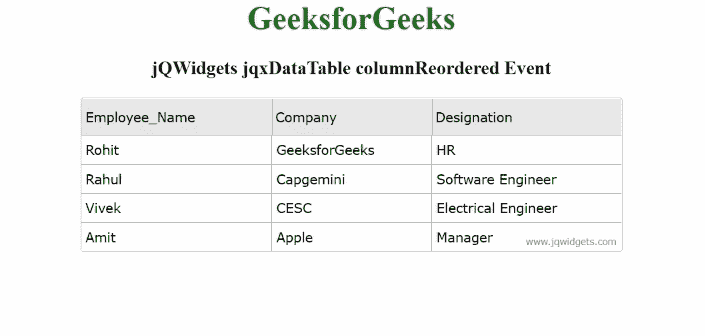 GeeksforGeeks
jQWidgets jqxDataTable columnReordered Event
Employee_Name Company Designation
Rohit GeeksforGeeks HR
Rahul Capgemini Software Engineer
Vivek CESC Electrical Engineer
Amit Apple Manager
www.jqwidgets.com